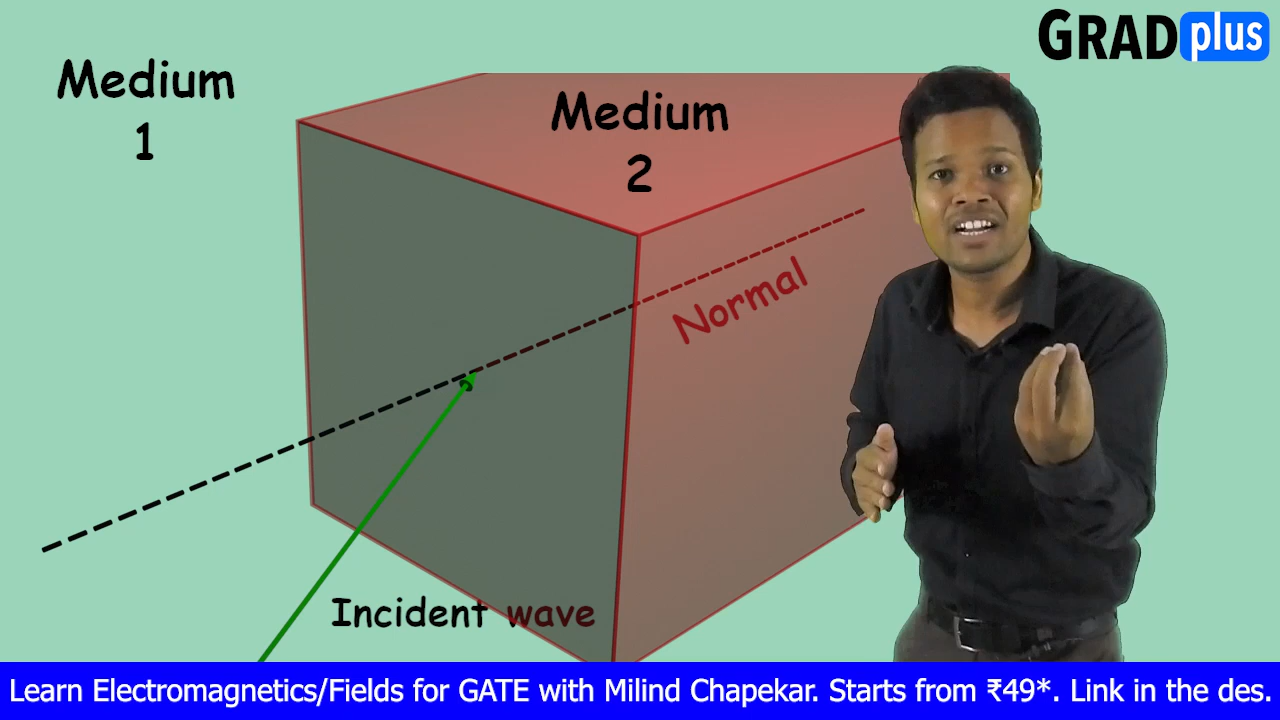 GRADplus
Medium
1
Medium
2
Normal
Incident wave
Learn Electromagnetics/Fields for GATE with Milind Chapekar. Starts from ₹49*. Link in the des.